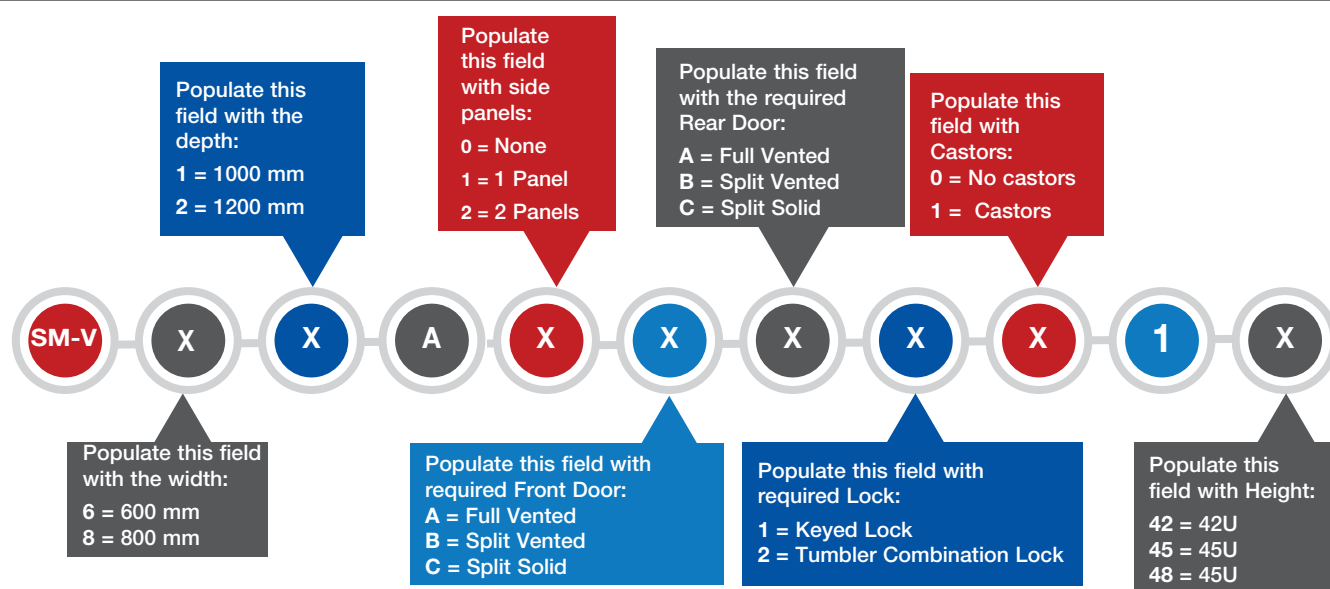 Populate this
field with the
depth:
1 = 1000 mm
2 = 1200 mm
Populate
this field
with side
panels:
0 = None
1 = 1 Panel
2 = 2 Panels
Populate this field
with the required
Rear Door:
A = Full Vented
B = Split Vented
C = Split Solid
Populate this
field with
Castors:
0 = No castors
1 = Castors
SM-V X X A X X X X X 1 X
Populate this field
with the width:
6 = 600 mm
8 = 800 mm
Populate this field with
required Front Door:
A = Full Vented
B = Split Vented
C = Split Solid
Populate this field with
required Lock:
1 = Keyed Lock
2 = Tumbler Combination Lock
Populate this
field with Height:
42 = 42U
45 = 45U
48 = 45U